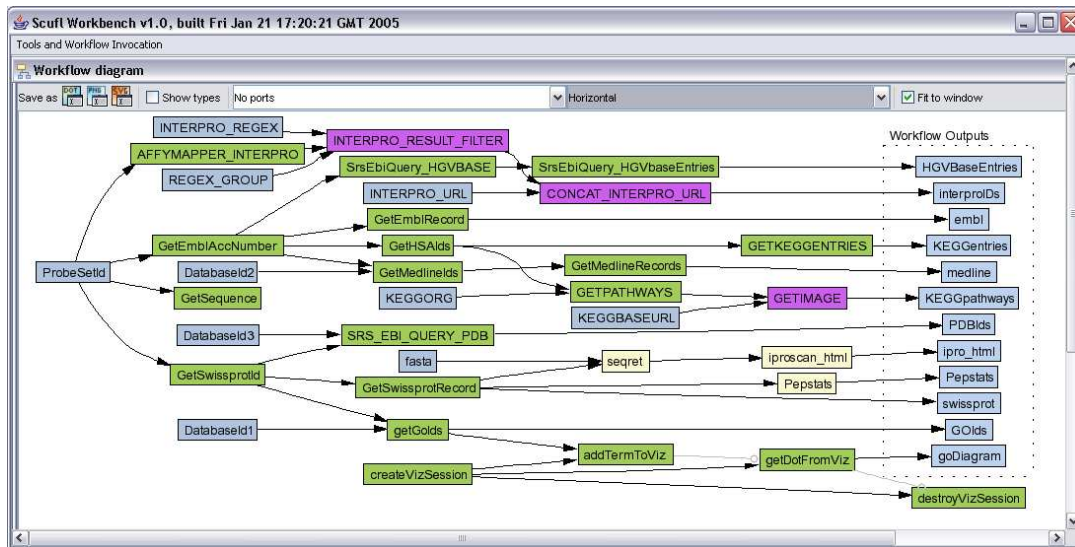 Scufl Workbench v1.0, built Fri Jan 21 17:20:21 GMT 2005
Tools and Workflow Invocation
Workflow diagram
Save as DOT PNG SVG Show types No ports Horizontal Fit to window
Workflow Outputs
INTERPRO_REGEX
INTERPRO_RESULT_FILTER
AFFYMAPPER_INTERPRO
SrsEbiQuery_HGVBASE
SrsEbiQuery_HGVbaseEntries
HGVBaseEntries
REGEX_GROUP
INTERPRO_URL
CONCAT_INTERPRO_URL
interproIDs
GetEmblRecord
embl
GetEmblAccNumber
GetHSAIds
GETKEGGENTRIES
KEGGentries
ProbeSetId
DatabaseId2
GetMedlineIds
GetMedlineRecords
medline
GetSequence
KEGGORG
GETPATHWAYS
GETIMAGE
KEGGpathways
KEGGBASEURL
PDBIds
DatabaseId3
SRS_EBI_QUERY_PDB
fasta
seqret
iproscan_html
ipro_html
GetSwissprotId
GetSwissprotRecord
Pepstats
Pepstats
swissprot
DatabaseId1
getGoIds
GOIds
addTermToViz
getDotFromViz
goDiagram
createVizSession
destroyVizSession